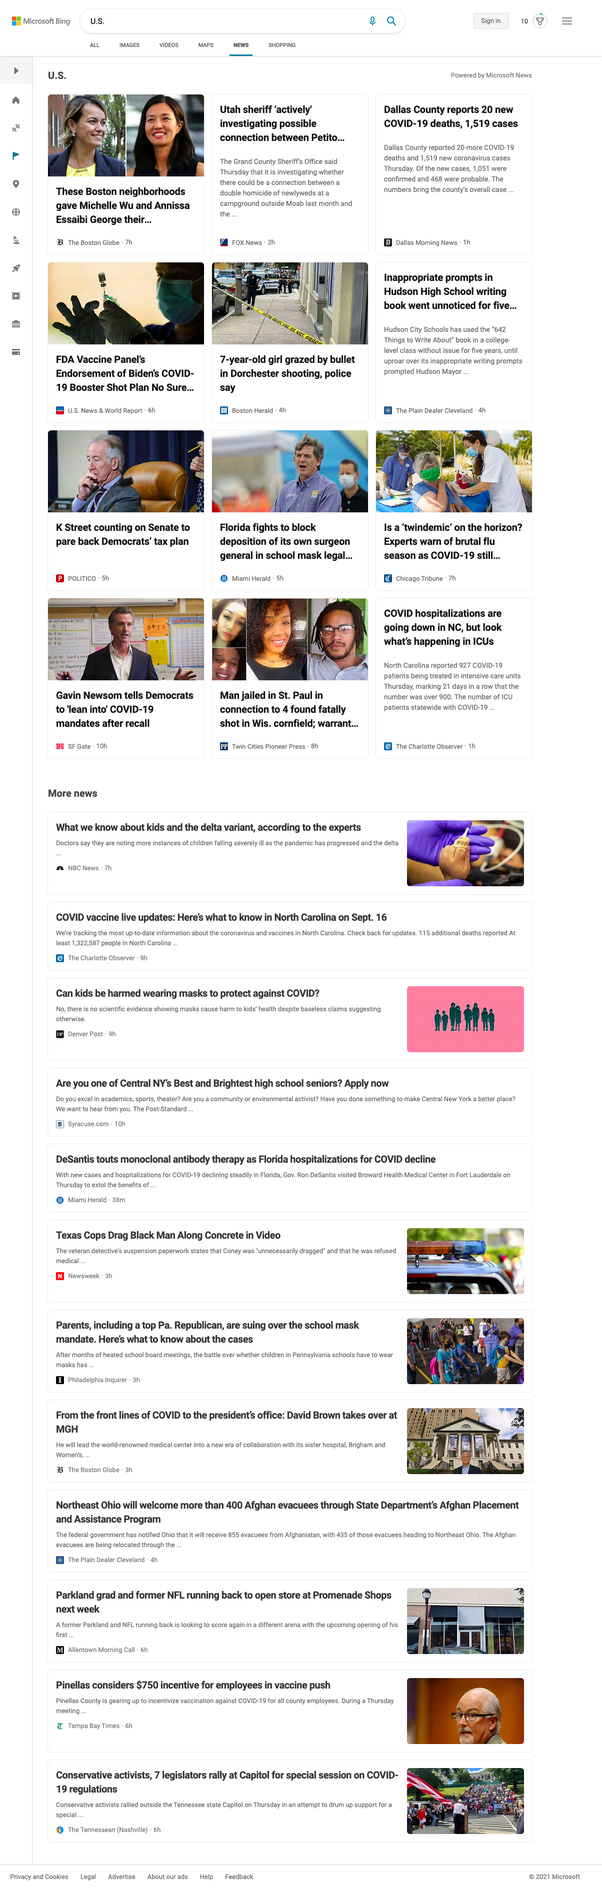 Microsoft Bing
U.S.
Sign in
10
ALL
IMAGES
VIDEOS
MAPS
NEWS
SHOPPING
U.S.
Powered by Microsoft News
These Boston neighborhoods
gave Michelle Wu and Annissa
Essaibi George their...
The Boston Globe · 7h
Utah sheriff 'actively'
investigating possible
connection between Petito...
The Grand County Sheriff's Office said
Thursday that it is investigating whether
there could be a connection between a
double homicide of newlyweds at a
campground outside Moab last month and
the ...
FOX News · 2h
Dallas County reports 20 new
COVID-19 deaths, 1,519 cases
Dallas County reported 20 more COVID-19
deaths and 1,519 new coronavirus cases
Thursday. Of the new cases, 1,051 were
confirmed and 468 were probable. The
numbers bring the county's overall case ...
Dallas Morning News · 1h
FDA Vaccine Panel's
Endorsement of Biden's COVID-
19 Booster Shot Plan No Sure...
U.S. News & World Report · 6h
7-year-old girl grazed by bullet
in Dorchester shooting, police
say
Boston Herald · 4h
Inappropriate prompts in
Hudson High School writing
book went unnoticed for five...
Hudson City Schools has used the "642
Things to Write About" book in a college-
level class without issue for five years, until
uproar over its inappropriate writing prompts
prompted Hudson Mayor ...
The Plain Dealer Cleveland · 4h
K Street counting on Senate to
pare back Democrats' tax plan
POLITICO · 5h
Florida fights to block
deposition of its own surgeon
general in school mask legal...
Miami Herald · 5h
Is a 'twindemic' on the horizon?
Experts warn of brutal flu
season as COVID-19 still...
Chicago Tribune · 7h
Gavin Newsom tells Democrats
to 'lean into' COVID-19
mandates after recall
SF Gate · 10h
Man jailed in St. Paul in
connection to 4 found fatally
shot in Wis. cornfield; warrant...
Twin Cities Pioneer Press · 8h
COVID hospitalizations are
going down in NC, but look
what's happening in ICUs
North Carolina reported 927 COVID-19
patients being treated in intensive care units
Thursday, marking 21 days in a row that the
number was over 900. The number of ICU
patients statewide with COVID-19 ...
The Charlotte Observer · 1h
More news
What we know about kids and the delta variant, according to the experts
Doctors say they are noting more instances of children falling severely ill as the pandemic has progressed and the delta
...
NBC News · 7h
COVID vaccine live updates: Here's what to know in North Carolina on Sept. 16
We're tracking the most up-to-date information about the coronavirus and vaccines in North Carolina. Check back for updates. 115 additional deaths reported At
least 1,322,587 people in North Carolina ...
The Charlotte Observer · 9h
Can kids be harmed wearing masks to protect against COVID?
No, there is no scientific evidence showing masks cause harm to kids' health despite baseless claims suggesting
otherwise.
Denver Post · 9h
Are you one of Central NY's Best and Brightest high school seniors? Apply now
Do you excel in academics, sports, theater? Are you a community or environmental activist? Have you done something to make Central New York a better place?
We want to hear from you. The Post-Standard ...
Syracuse.com · 10h
DeSantis touts monoclonal antibody therapy as Florida hospitalizations for COVID decline
With new cases and hospitalizations for COVID-19 declining steadily in Florida, Gov. Ron DeSantis visited Broward Health Medical Center in Fort Lauderdale on
Thursday to extol the benefits of ...
Miami Herald · 38m
Texas Cops Drag Black Man Along Concrete in Video
The veteran detective's suspension paperwork states that Coney was "unnecessarily dragged" and that he was refused
medical ...
Newsweek · 3h
Parents, including a top Pa. Republican, are suing over the school mask
mandate. Here's what to know about the cases
After months of heated school board meetings, the battle over whether children in Pennsylvania schools have to wear
masks has ...
Philadelphia Inquirer · 3h
From the front lines of COVID to the president's office: David Brown takes over at
MGH
He will lead the world-renowned medical center into a new era of collaboration with its sister hospital, Brigham and
Women's, ...
The Boston Globe · 3h
Northeast Ohio will welcome more than 400 Afghan evacuees through State Department's Afghan Placement
and Assistance Program
The federal government has notified Ohio that it will receive 855 evacuees from Afghanistan, with 435 of those evacuees heading to Northeast Ohio. The Afghan
evacuees are being relocated through the ...
The Plain Dealer Cleveland · 4h
Parkland grad and former NFL running back to open store at Promenade Shops
next week
A former Parkland and NFL running back is looking to score again in a different arena with the upcoming opening of his
first ...
Allentown Morning Call · 6h
Pinellas considers $750 incentive for employees in vaccine push
Pinellas County is gearing up to incentivize vaccination against COVID-19 for all county employees. During a Thursday
meeting ...
Tampa Bay Times · 6h
Conservative activists, 7 legislators rally at Capitol for special session on COVID-
19 regulations
Conservative activists rallied outside the Tennessee state Capitol on Thursday in an attempt to drum up support for a
special ...
The Tennessean (Nashville) · 6h
Privacy and Cookies
Legal
Advertise
About our ads
Help
Feedback
© 2021 Microsoft